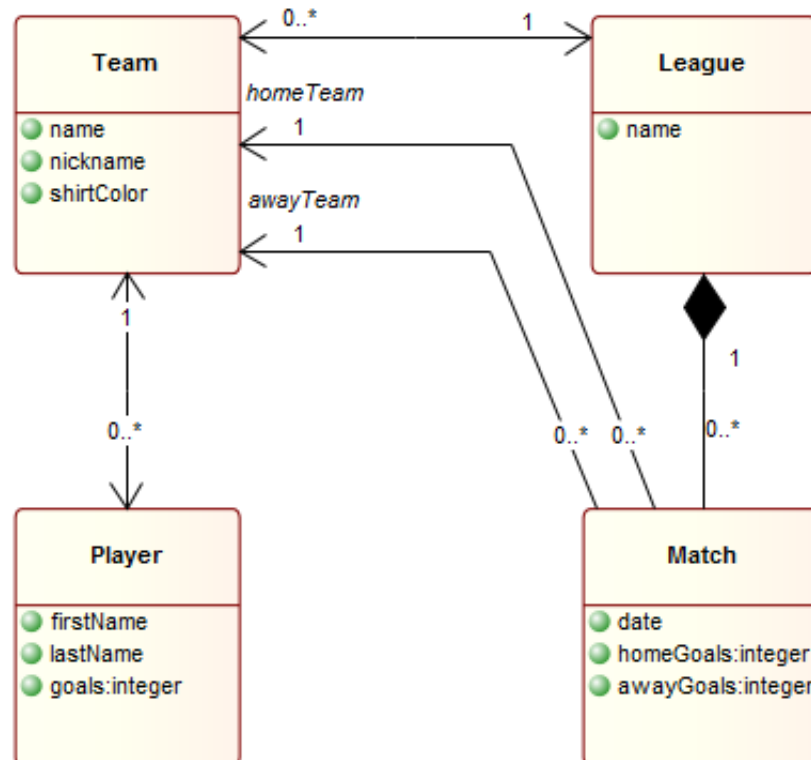 Team
name
nickname
shirtColor
0..*
1
League
name
homeTeam
1
awayTeam
1
1
0..*
0..*
0..*
1
0..*
Player
firstName
lastName
goals:integer
Match
date
homeGoals:integer
awayGoals:integer